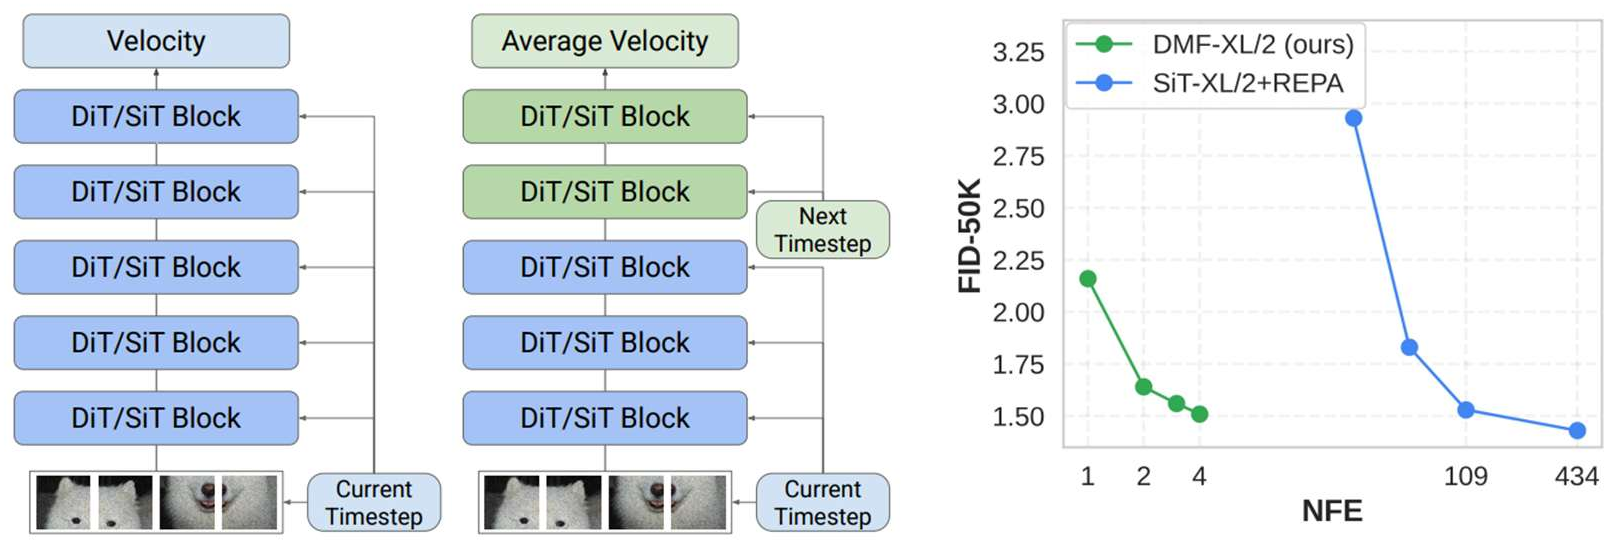 Velocity
DiT/SiT Block
DiT/SiT Block
DiT/SiT Block
DiT/SiT Block
DiT/SiT Block
Current
Timestep
Average Velocity
DiT/SiT Block
DiT/SiT Block
Next
Timestep
DiT/SiT Block
DiT/SiT Block
DiT/SiT Block
Current
Timestep
DMF-XL/2 (ours)
SiT-XL/2+REPA
FID-50K
3.25
3.00
2.75
2.50
2.25
2.00
1.75
1.50
1
2
4
109
434
NFE